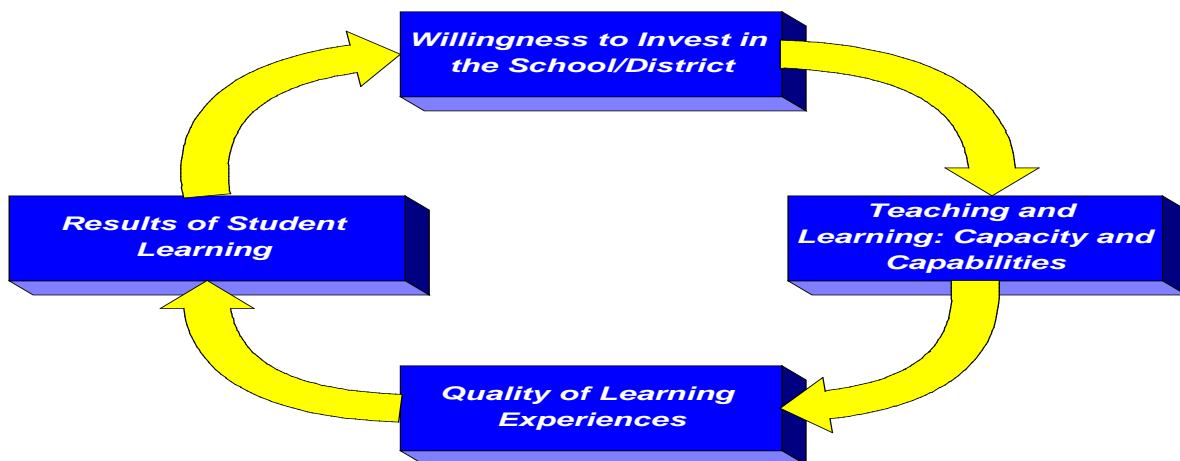 Willingness to Invest in
the School/District
Results of Student
Learning
Teaching and
Learning: Capacity and
Capabilities
Quality of Learning
Experiences